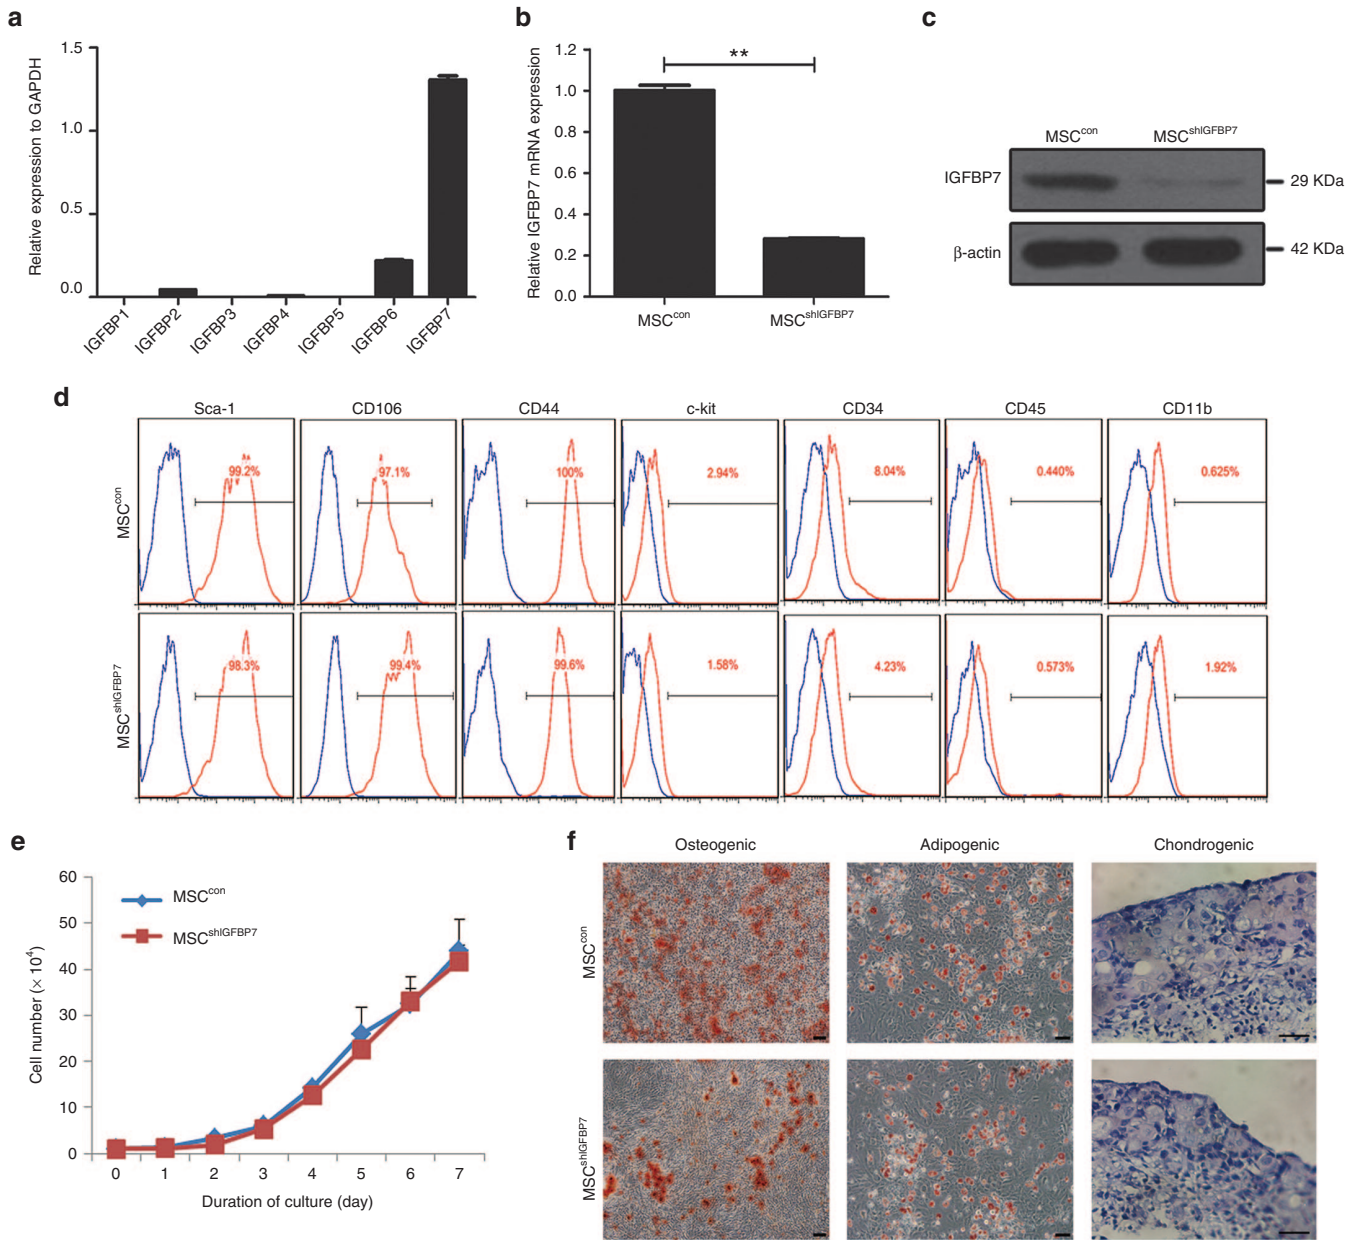 a
Relative expression to GAPDH
1.5
1.0
0.5
0.0
IGFBP1
IGFBP2
IGFBP3
IGFBP4
IGFBP5
IGFBP6
IGFBP7
b
Relative IGFBP7 mRNA expression
1.2
1.0
0.8
0.6
0.4
0.2
0.0
**
MSCcon
MSCshIGFBP7
c
MSCcon MSCshIGFBP7
IGFBP7 29 KDa
β-actin 42 KDa
d
Sca-1 CD106 CD44 c-kit CD34 CD45 CD11b
MSCcon
99.2% 97.1% 100% 2.94% 8.04% 0.440% 0.625%
MSCshIGFBP7
98.3% 99.4% 99.6% 1.58% 4.23% 0.573% 1.92%
e
Cell number (× 10⁴)
60
50
40
30
20
10
0
MSCcon
MSCshIGFBP7
0 1 2 3 4 5 6 7
Duration of culture (day)
f
Osteogenic Adipogenic Chondrogenic
MSCcon
MSCshIGFBP7